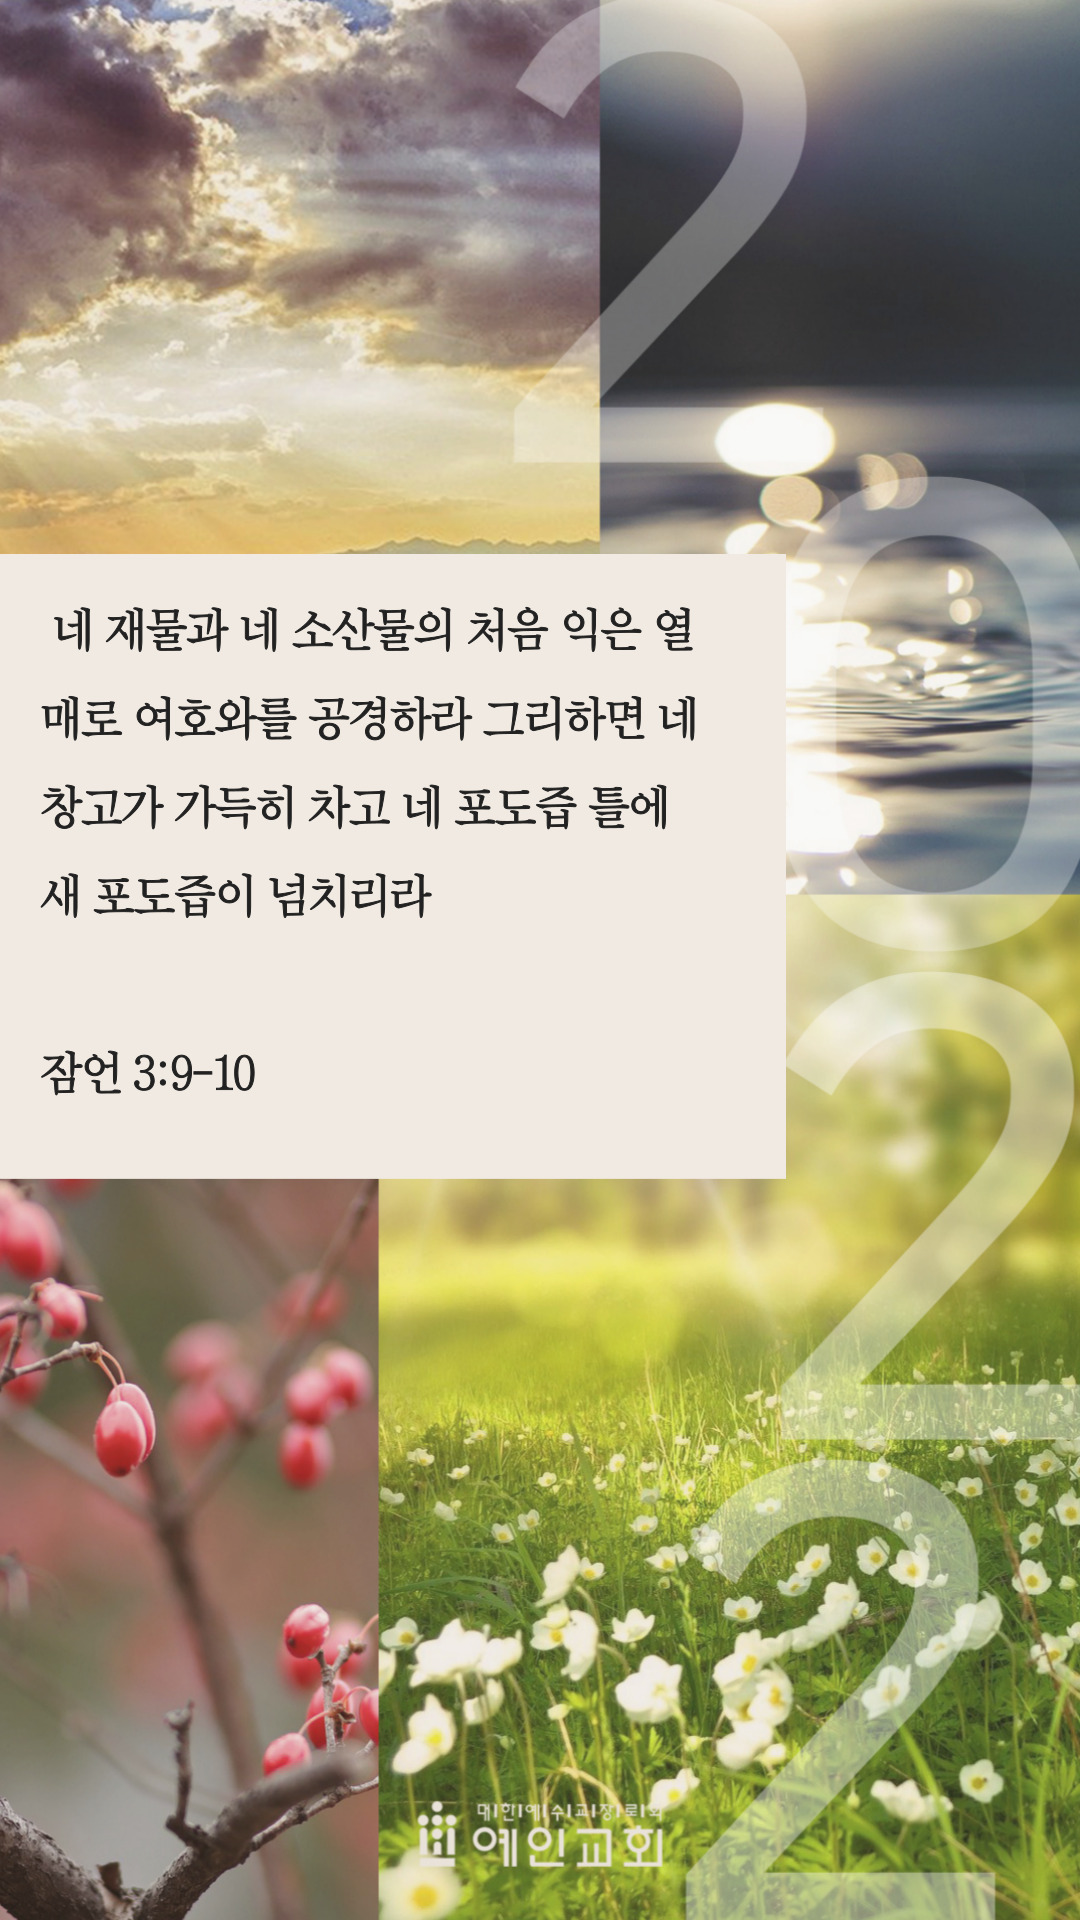 2022
네 재물과 네 소산물의 처음 익은 열
매로 여호와를 공경하라 그리하면 네
창고가 가득히 차고 네 포도즙 틀에
새 포도즙이 넘치리라
잠언 3:9-10
대한예수교장로회
예인교회